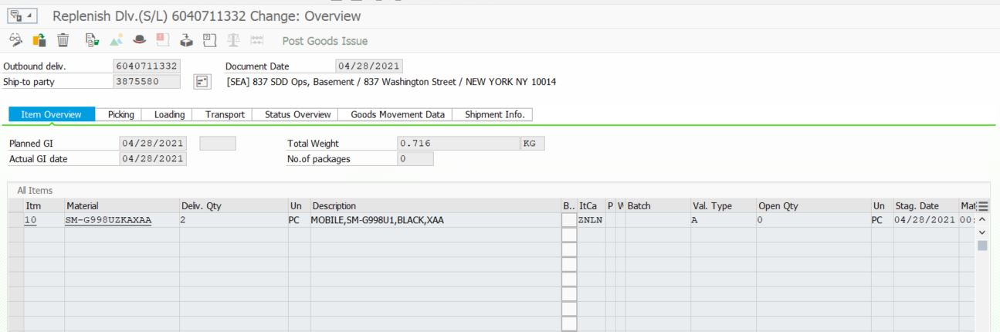 Replenish Dlv.(S/L) 6040711332 Change: Overview
Post Goods Issue
Outbound deliv. 6040711332 Document Date 04/28/2021
Ship-to party 3875580 [SEA] 837 SDD Ops, Basement / 837 Washington Street / NEW YORK NY 10014
Item Overview Picking Loading Transport Status Overview Goods Movement Data Shipment Info.
Planned GI 04/28/2021 Total Weight 0.716 KG
Actual GI date 04/28/2021 No.of packages 0
All Items
Itm Material Deliv. Qty Un Description B.. ItCa P W Batch Val. Type Open Qty Un Stag. Date Mat
10 SM-G998UZKAXAA 2 PC MOBILE,SM-G998U1,BLACK,XAA ZNLN A 0 PC 04/28/2021 00: